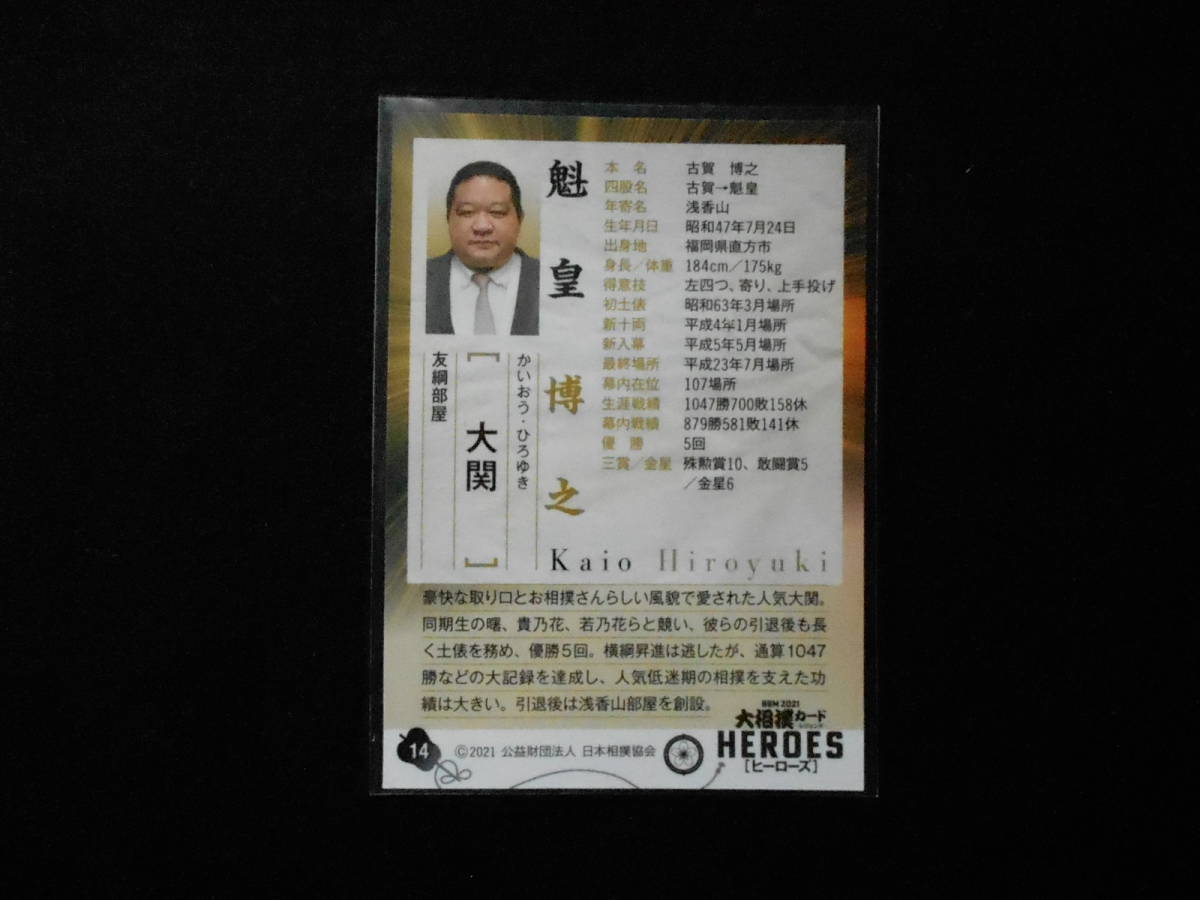 魁皇博之
かいおう・ひろゆき
[大関]
友綱部屋
本名 古賀 博之
四股名 古賀→魁皇
年寄名 浅香山
生年月日 昭和47年7月24日
出身地 福岡県直方市
身長/体重 184cm/175kg
得意技 左四つ、寄り、上手投げ
初土俵 昭和63年3月場所
新十両 平成4年1月場所
新入幕 平成5年5月場所
最終場所 平成23年7月場所
幕内在位 107場所
生涯戦績 1047勝700敗158休
幕内戦績 879勝581敗141休
優勝 5回
三賞/金星 殊勲賞10、敢闘賞5
/金星6
Kaio Hiroyuki
豪快な取り口とお相撲さんらしい風貌で愛された人気大関。
同期生の曙、貴乃花、若乃花らと競い、彼らの引退後も長
く土俵を務め、優勝5回。横綱昇進は逃したが、通算1047
勝などの大記録を達成し、人気低迷期の相撲を支えた功
績は大きい。引退後は浅香山部屋を創設。
14
©2021 公益財団法人 日本相撲協会
BBM 2021
大相撲カード
レジェンド
HEROES
[ヒーローズ]